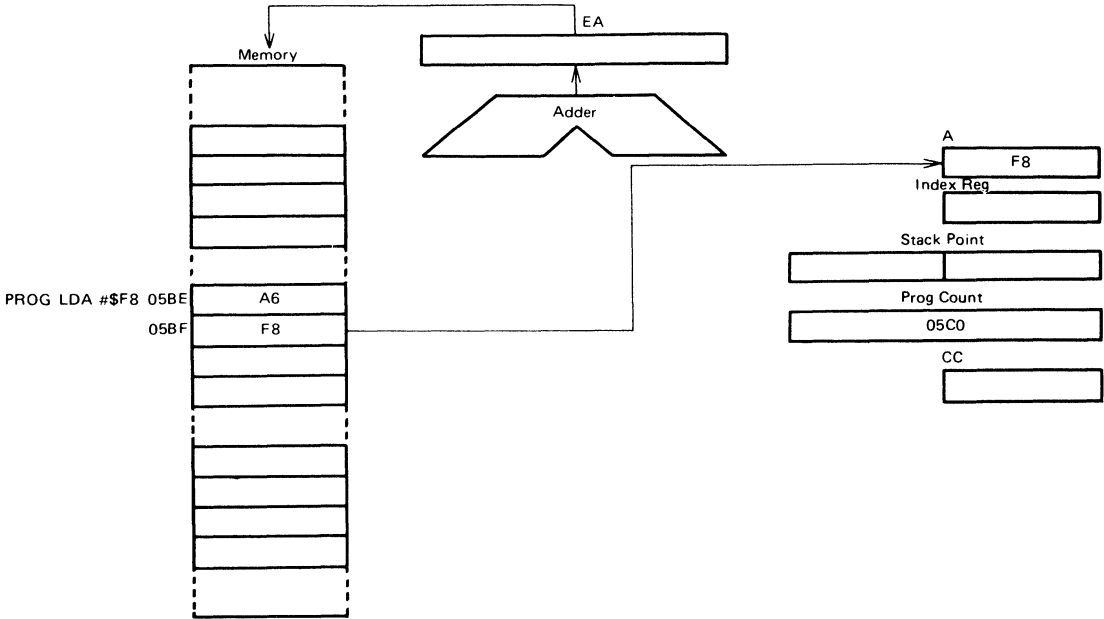 EA
Memory
Adder
A
F8
Index Reg
Stack Point
PROG LDA #$F8 05BE A6
Prog Count
05BF F8
05C0
CC